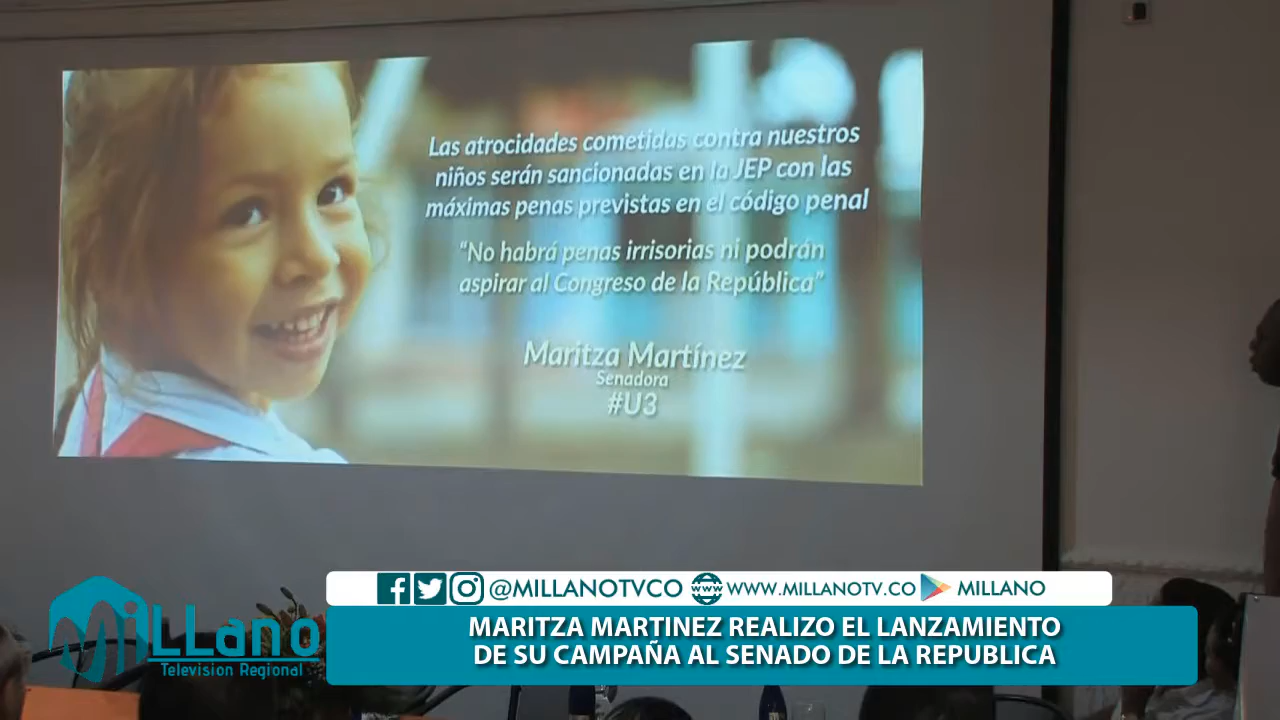 Las atrocidades cometidas contra nuestros
niños serán sancionadas en la JEP con las
máximas penas previstas en el código penal
"No habrá penas irrisorias ni podrán
aspirar al Congreso de la República"
Maritza Martínez
Senadora
#U3
@MILLANOTVCO WWW WWW.MILLANOTV.CO MILLANO
MARITZA MARTINEZ REALIZO EL LANZAMIENTO
DE SU CAMPAÑA AL SENADO DE LA REPUBLICA
MiLLano
Television Regional